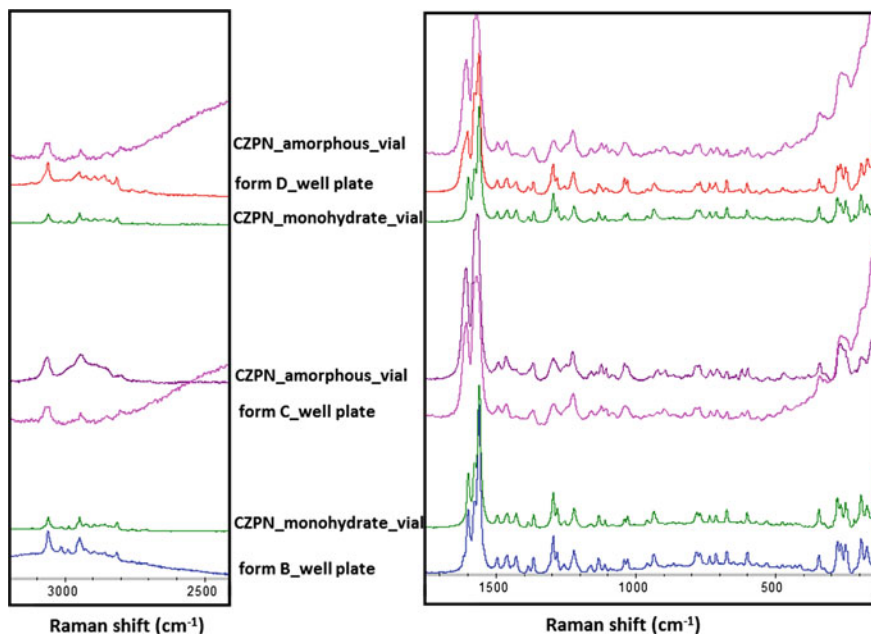 CZPN_amorphous_vial
form D_well plate
CZPN_monohydrate_vial
CZPN_amorphous_vial
form C_well plate
CZPN_monohydrate_vial
form B_well plate
3000 2500
1500 1000 500
Raman shift (cm⁻¹) Raman shift (cm⁻¹)